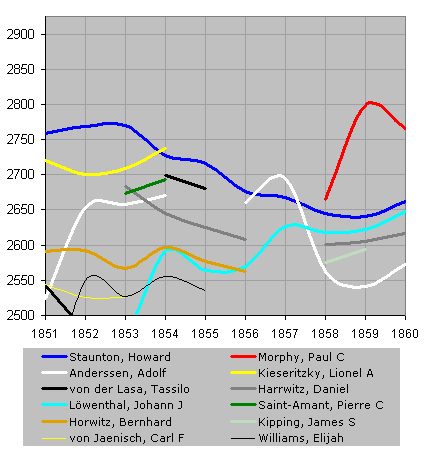 2900
2850
2800
2750
2700
2650
2600
2550
2500
1851 1852 1853 1854 1855 1856 1857 1858 1859 1860
Staunton, Howard Morphy, Paul C
Anderssen, Adolf Kieseritzky, Lionel A
von der Lasa, Tassilo Harrwitz, Daniel
Löwenthal, Johann J Saint-Amant, Pierre C
Horwitz, Bernhard Kipping, James S
von Jaenisch, Carl F Williams, Elijah